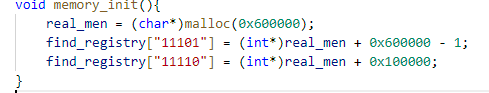 void memory_init(){
real_men = (char*)malloc(0x600000);
find_registry["11101"] = (int*)real_men + 0x600000 - 1;
find_registry["11110"] = (int*)real_men + 0x100000;
}